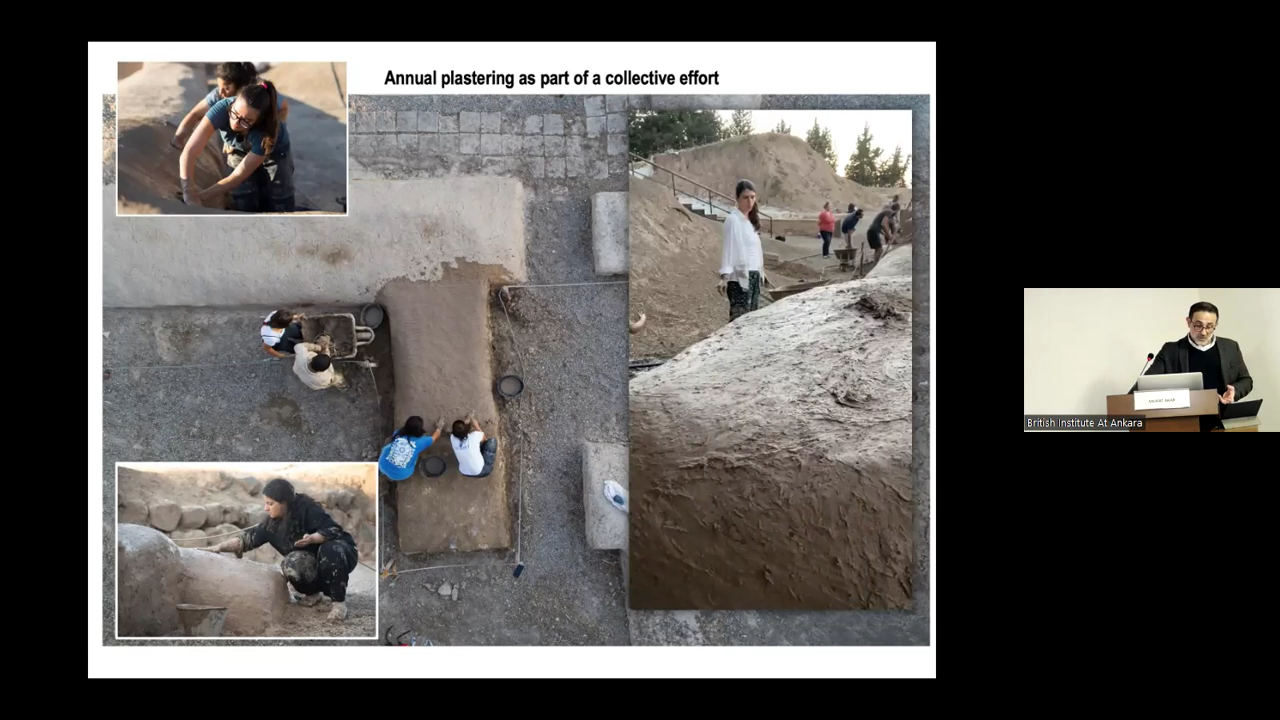 Annual plastering as part of a collective effort
British Institute At Ankara